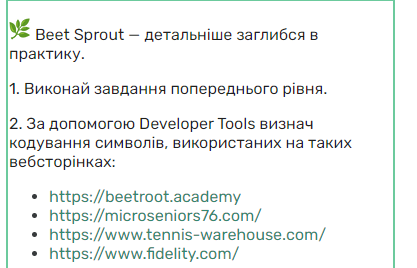 🌿 Beet Sprout — детальніше заглибся в
практику.
1. Виконай завдання попереднього рівня.
2. За допомогою Developer Tools визнач
кодування символів, використаних на таких
вебсторінках:
• https://beetroot.academy
• https://microseniors76.com/
• https://www.tennis-warehouse.com/
• https://www.fidelity.com/